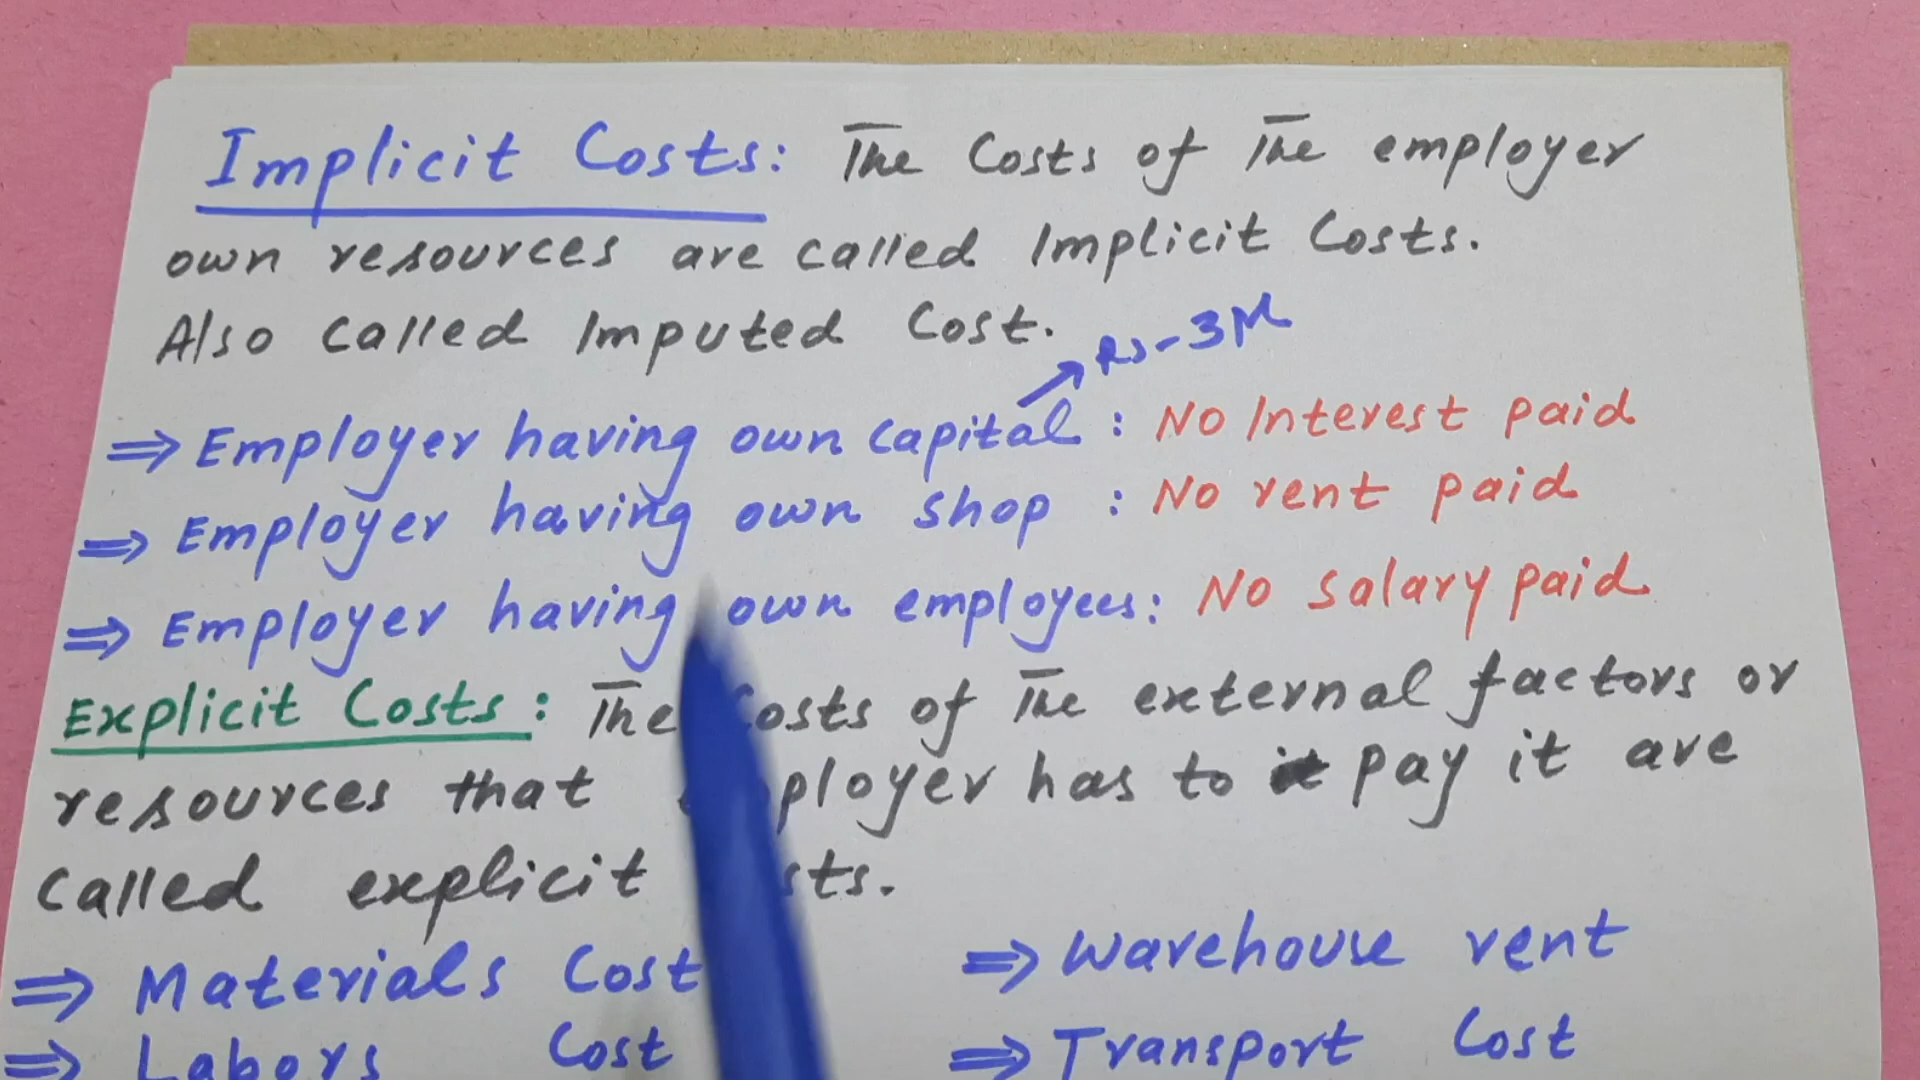 Implicit Costs: The Costs of The employer
own resources are called Implicit Costs.
Also called Imputed Cost.
Rs-3M
⇒ Employer having own capital: No Interest paid
⇒ Employer having own shop : No rent paid
⇒ Employer having own employees: No Salary paid
Explicit Costs: The Costs of The external factors or
resources that ployer has to pay it are
called explicit sts.
⇒ Materials Cost ⇒ Warehouse rent
⇒ Labors Cost ⇒ Transport Cost